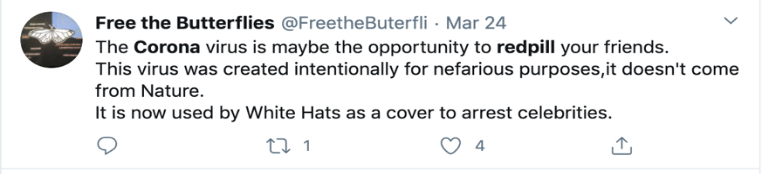 Free the Butterflies @FreetheButerfli · Mar 24
The Corona virus is maybe the opportunity to redpill your friends.
This virus was created intentionally for nefarious purposes,it doesn't come
from Nature.
It is now used by White Hats as a cover to arrest celebrities.
1 4